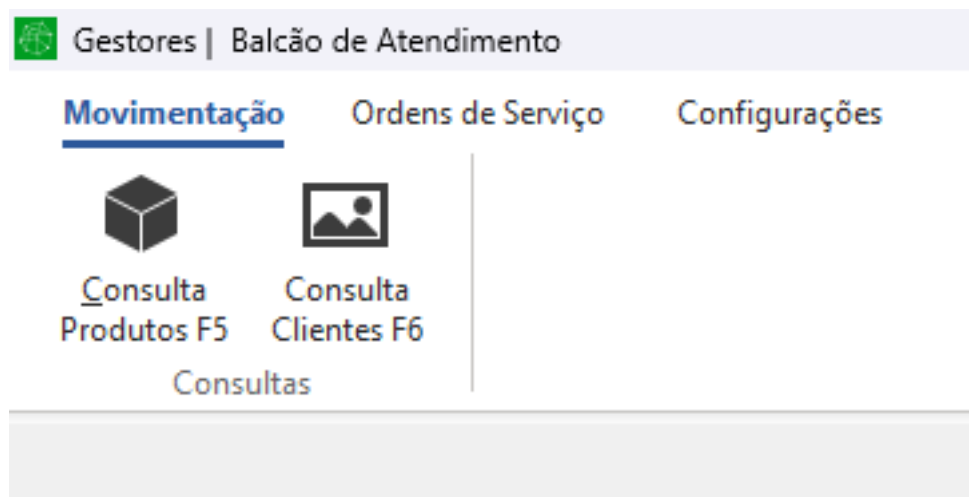 Gestores | Balcão de Atendimento
Movimentação Ordens de Serviço Configurações
Consulta Consulta
Produtos F5 Clientes F6
Consultas